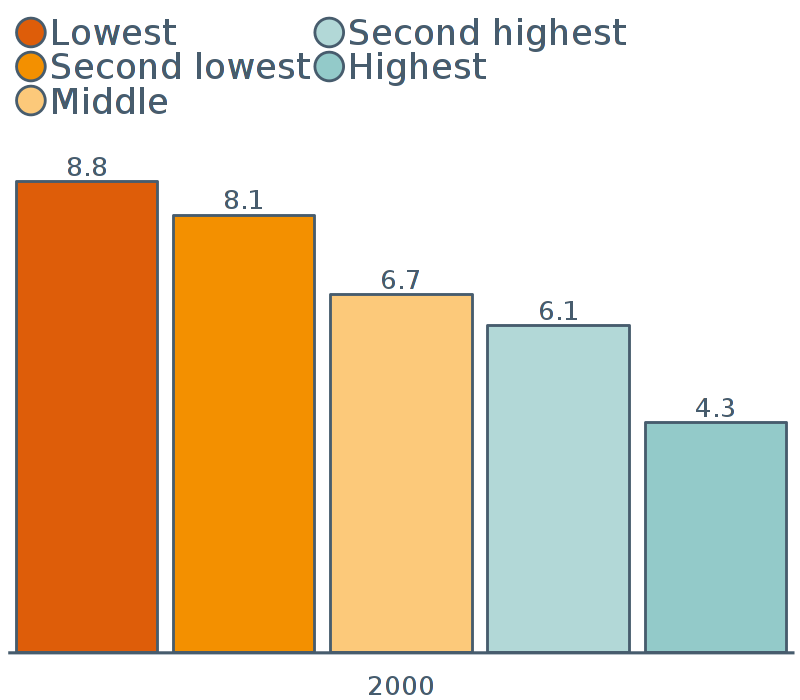 Lowest
Second lowest
Middle
Second highest
Highest
8.8
8.1
6.7
6.1
4.3
2000